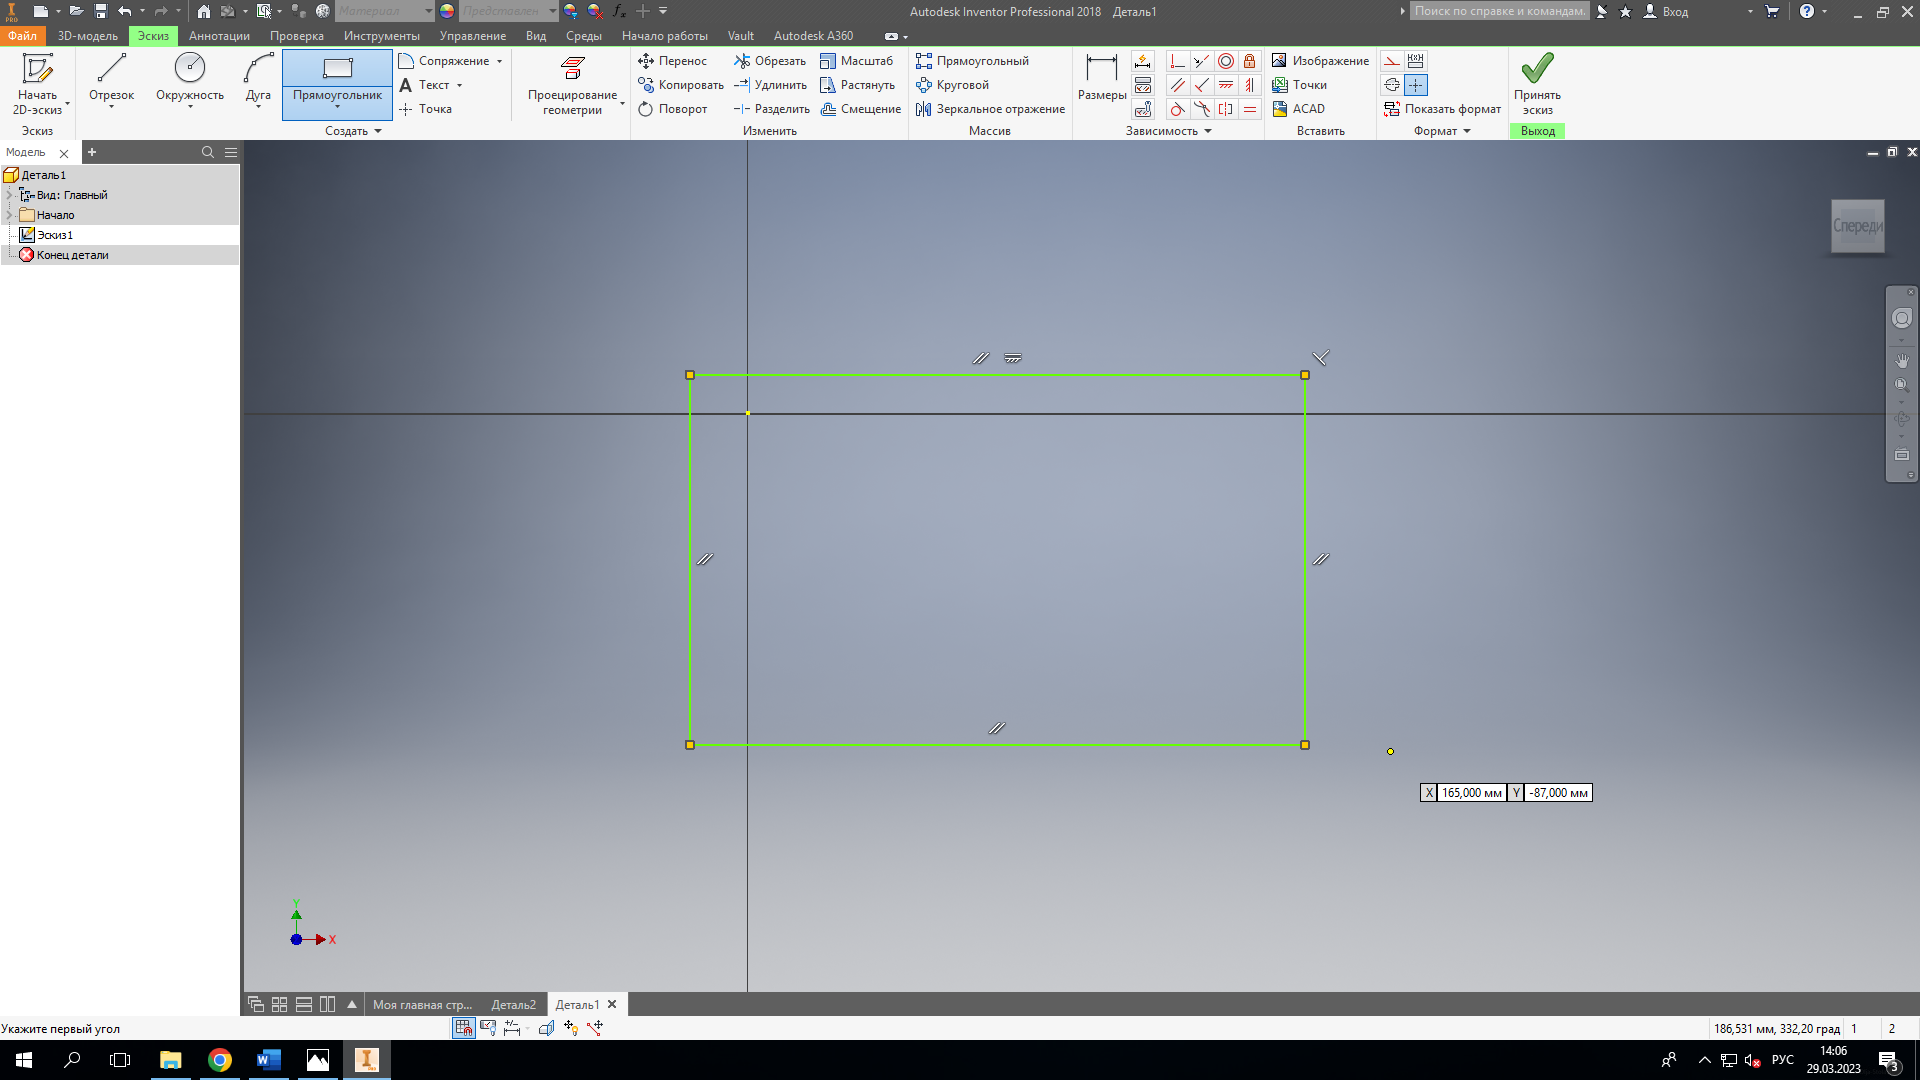 Материал
Представлен
Autodesk Inventor Professional 2018 Деталь1
Поиск по справке и командам.
Вход
Файл 3D-модель Эскиз Аннотации Проверка Инструменты Управление Вид Среды Начало работы Vault Autodesk A360
Начать
2D-эскиз
Отрезок
Окружность
Дуга
Прямоугольник
Сопряжение
Текст
Точка
Проецирование
геометрии
Перенос
Копировать
Поворот
Обрезать
Удлинить
Разделить
Масштаб
Растянуть
Смещение
Прямоугольный
Круговой
Зеркальное отражение
Размеры
Изображение
Точки
ACAD
Показать формат
Принять
эскиз
Эскиз Создать Изменить Массив Зависимость Вставить Формат Выход
Модель
Деталь1
Вид: Главный
Начало
Эскиз1
Конец детали
Спереди
X 165,000 мм Y -87,000 мм
Y
X
Моя главная стр... Деталь2 Деталь1
Укажите первый угол
186,531 мм, 332,20 град 1 2
РУС
14:06
29.03.2023
3